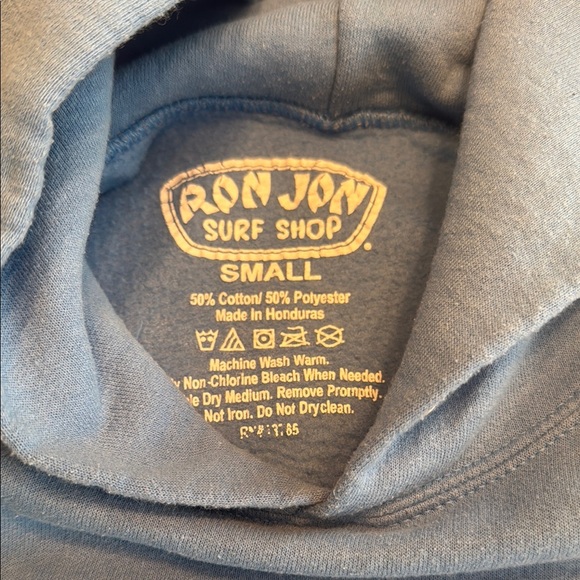 RON JON
SURF SHOP
SMALL
50% Cotton/ 50% Polyester
Made In Honduras
Machine Wash Warm.
Non-Chlorine Bleach When Needed.
Dry Medium. Remove Promptly.
Not Iron. Do Not Dryclean.